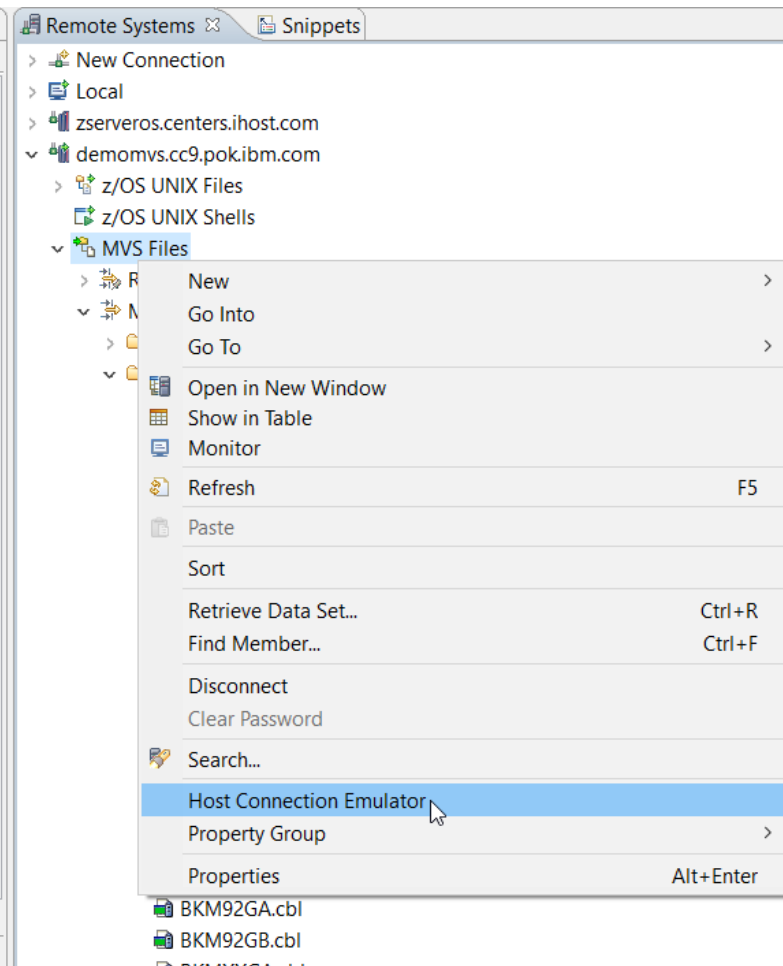 Remote Systems Snippets
New Connection
Local
zserveros.centers.ihost.com
demomvs.cc9.pok.ibm.com
z/OS UNIX Files
z/OS UNIX Shells
MVS Files
New
Go Into
Go To
Open in New Window
Show in Table
Monitor
Refresh F5
Paste
Sort
Retrieve Data Set... Ctrl+R
Find Member... Ctrl+F
Disconnect
Clear Password
Search...
Host Connection Emulator
Property Group
Properties Alt+Enter
BKM92GA.cbl
BKM92GB.cbl